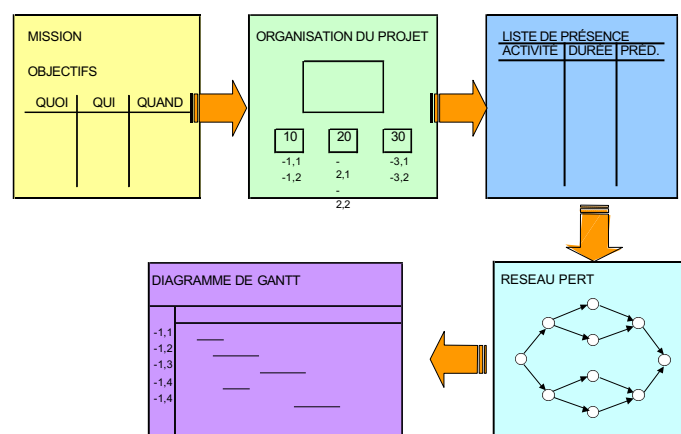 MISSION
OBJECTIFS
QUOI QUI QUAND
ORGANISATION DU PROJET
10 20 30
-1,1 - -3,1
-1,2 2,1 -3,2
-
2,2
LISTE DE PRÉSENCE
ACTIVITÉ DURÉE PRÉD.
RESEAU PERT
DIAGRAMME DE GANTT
-1,1
-1,2
-1,3
-1,4
-1,4